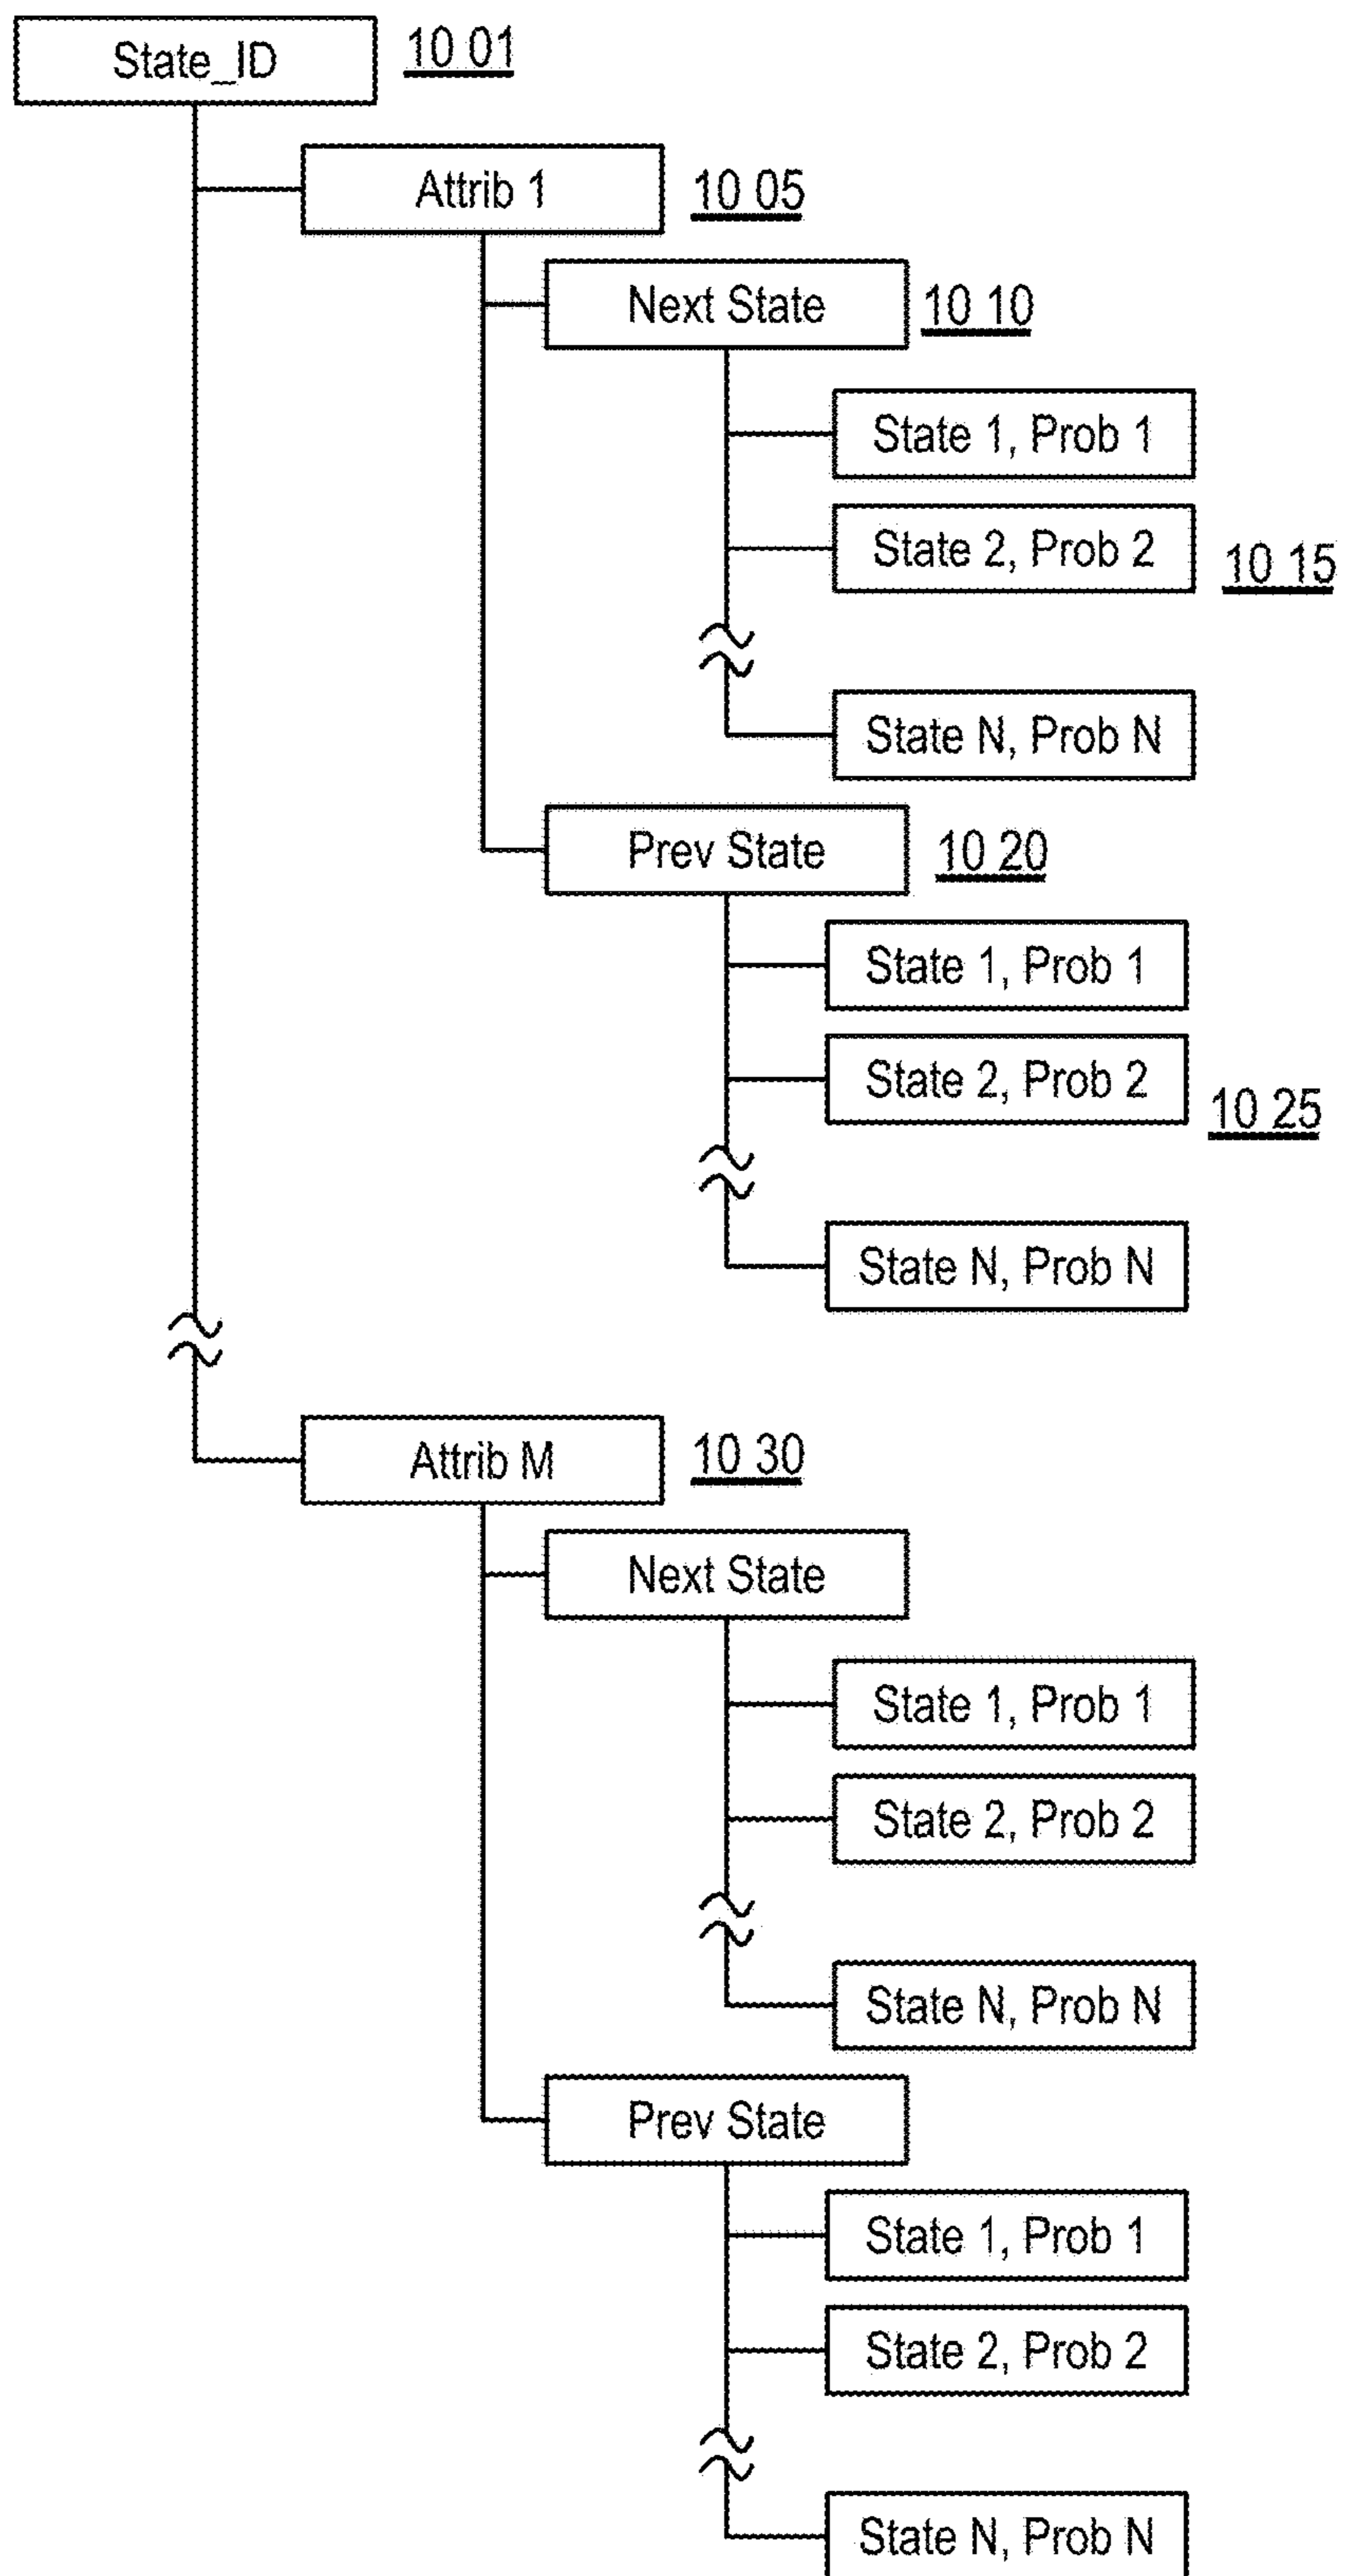 State_ID 10 01
Attrib 1 10 05
Next State 10 10
State 1, Prob 1
State 2, Prob 2 10 15
State N, Prob N
Prev State 10 20
State 1, Prob 1
State 2, Prob 2 10 25
State N, Prob N
Attrib M 10 30
Next State
State 1, Prob 1
State 2, Prob 2
State N, Prob N
Prev State
State 1, Prob 1
State 2, Prob 2
State N, Prob N